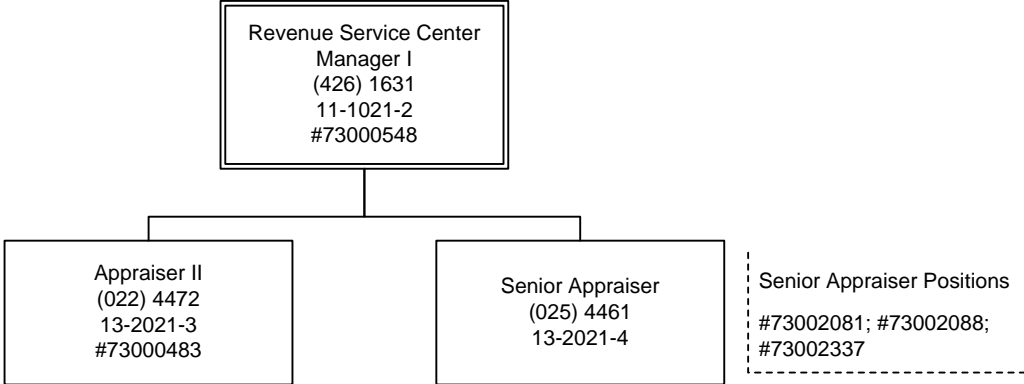 Revenue Service Center
Manager I
(426) 1631
11-1021-2
#73000548
Appraiser II
(022) 4472
13-2021-3
#73000483
Senior Appraiser
(025) 4461
13-2021-4
Senior Appraiser Positions
#73002081; #73002088;
#73002337